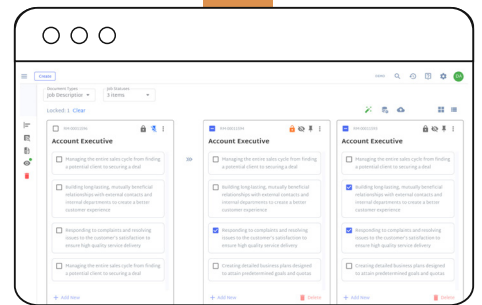 Create
Document Types
Job Description
Job Statuses
3 items
Locked: 1 Clear
Account Executive
Managing the entire sales cycle from finding
a potential client to securing a deal
Building long-lasting, mutually beneficial
relationships with external contacts and
internal departments to create a better
customer experience
Responding to complaints and resolving
issues to the customer's satisfaction to
ensure high quality service delivery
Managing the entire sales cycle from finding
a potential client to securing a deal
+ Add New
Account Executive
Managing the entire sales cycle from finding
a potential client to securing a deal
Building long-lasting, mutually beneficial
relationships with external contacts and
internal departments to create a better
customer experience
Responding to complaints and resolving
issues to the customer's satisfaction to
ensure high quality service delivery
Creating detailed business plans designed
to attain predetermined goals and quotas
+ Add New
Delete
Account Executive
Managing the entire sales cycle from finding
a potential client to securing a deal
Building long-lasting, mutually beneficial
relationships with external contacts and
internal departments to create a better
customer experience
Responding to complaints and resolving
issues to the customer's satisfaction to
ensure high quality service delivery
Creating detailed business plans designed
to attain predetermined goals and quotas
+ Add New
Delete